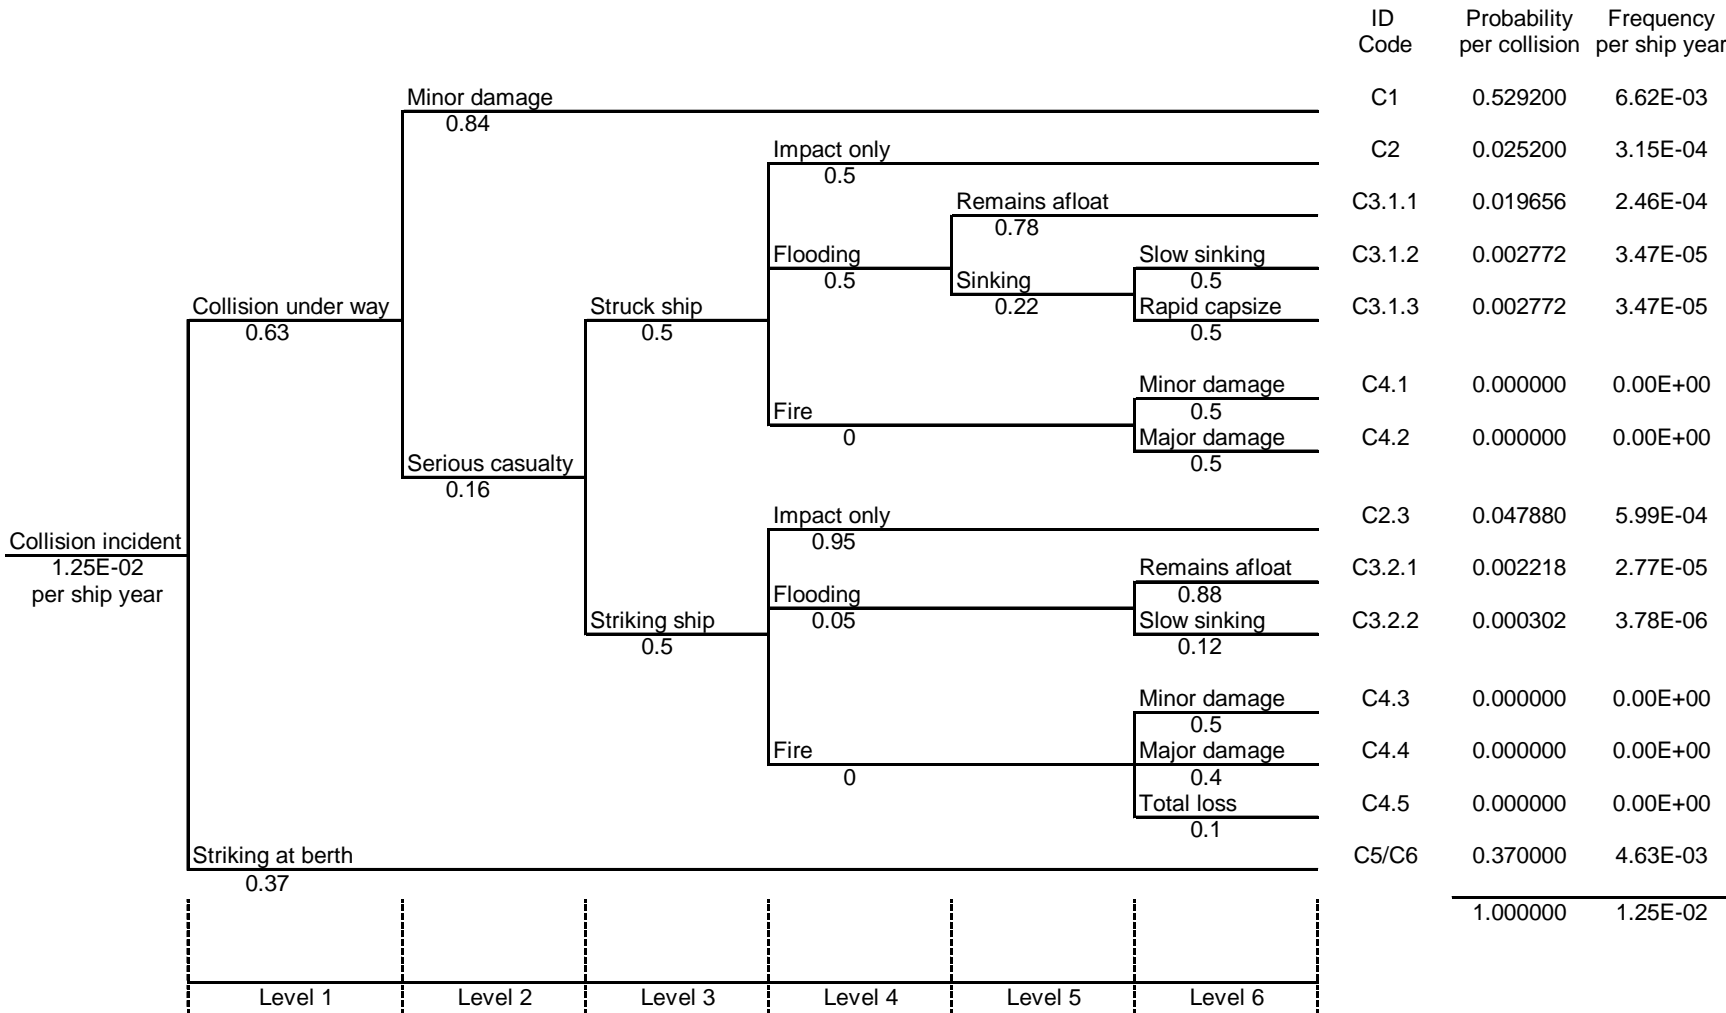 ID Probability Frequency
Code per collision per ship year
Minor damage C1 0.529200 6.62E-03
0.84
Impact only C2 0.025200 3.15E-04
0.5
Remains afloat C3.1.1 0.019656 2.46E-04
0.78
Flooding Slow sinking C3.1.2 0.002772 3.47E-05
0.5 Sinking 0.5
Collision under way Struck ship 0.22 Rapid capsize C3.1.3 0.002772 3.47E-05
0.63 0.5 0.5
Minor damage C4.1 0.000000 0.00E+00
Fire 0.5
0 Major damage C4.2 0.000000 0.00E+00
Serious casualty 0.5
0.16
Impact only C2.3 0.047880 5.99E-04
Collision incident 0.95
1.25E-02 Remains afloat C3.2.1 0.002218 2.77E-05
per ship year Flooding 0.88
Striking ship 0.05 Slow sinking C3.2.2 0.000302 3.78E-06
0.5 0.12
Minor damage C4.3 0.000000 0.00E+00
0.5
Fire Major damage C4.4 0.000000 0.00E+00
0 0.4
Total loss C4.5 0.000000 0.00E+00
0.1
Striking at berth C5/C6 0.370000 4.63E-03
0.37
1.000000 1.25E-02
Level 1 Level 2 Level 3 Level 4 Level 5 Level 6